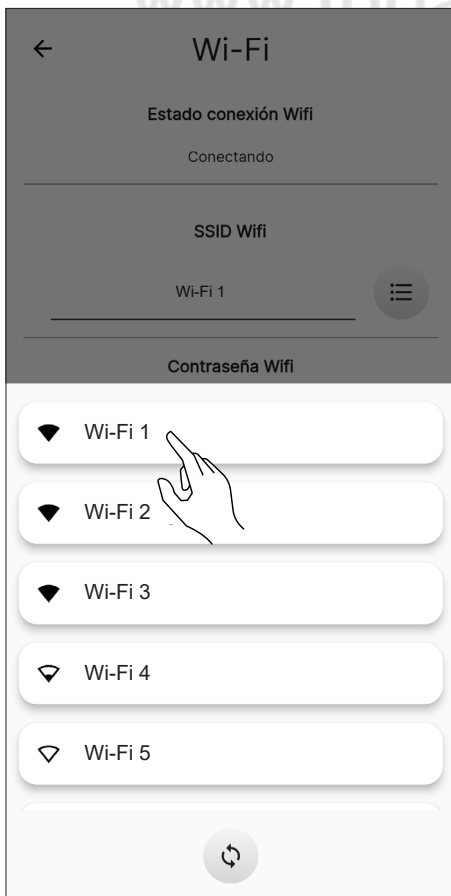 Wi-Fi
Estado conexión Wifi
Conectando
SSID Wifi
Wi-Fi 1
Contraseña Wifi
Wi-Fi 1
Wi-Fi 2
Wi-Fi 3
Wi-Fi 4
Wi-Fi 5